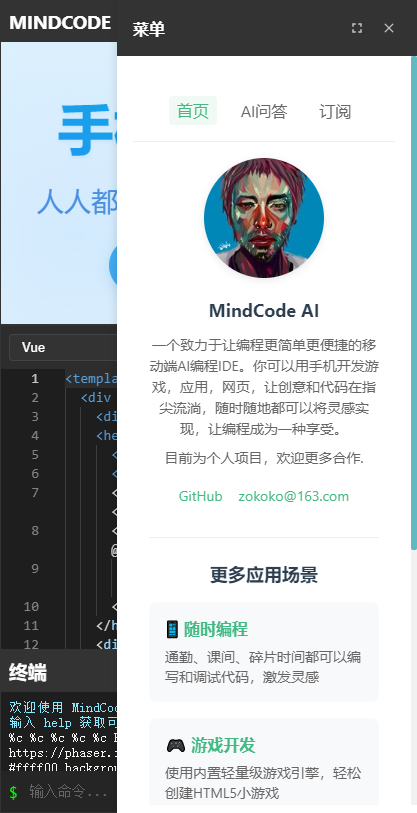 MINDCODE
菜单
手
人人都
首页 AI问答 订阅
MindCode AI
一个致力于让编程更简单更便捷的移
动端AI编程IDE。你可以用手机开发游
戏，应用，网页，让创意和代码在指
尖流淌，随时随地都可以将灵感实
现，让编程成为一种享受。
目前为个人项目，欢迎更多合作.
GitHub zokoko@163.com
更多应用场景
📱 随时编程
通勤、课间、碎片时间都可以编
写和调试代码，激发灵感
🎮 游戏开发
使用内置轻量级游戏引擎，轻松
创建HTML5小游戏
Vue
1 <templa
2 <div
3 <di
4 <he
5 <
6 <
7 <
<
8 <
@
9
10 <
11 </h
12 <di
终端
欢迎使用 MindCo
输入 help 获取可
%c %c %c %c %c
https://phaser.i
#ffff00 backgrou
$ 输入命令...